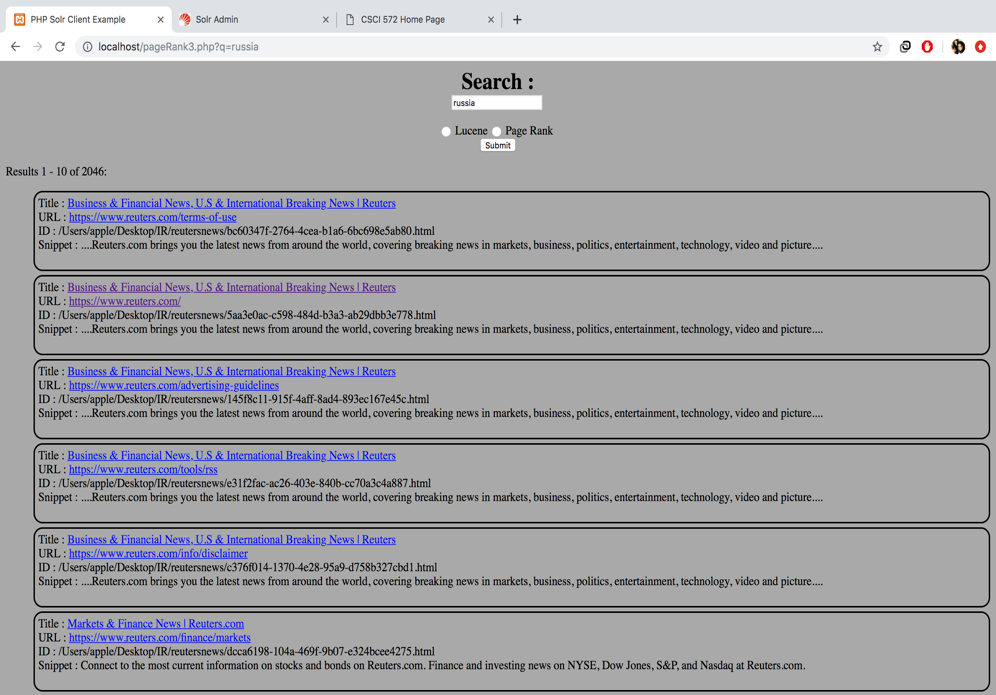 PHP Solr Client Example
Solr Admin
CSCI 572 Home Page
localhost/pageRank3.php?q=russia
Search :
russia
Lucene Page Rank
Submit
Results 1 - 10 of 2046:
Title : Business & Financial News, U.S & International Breaking News | Reuters
URL : https://www.reuters.com/terms-of-use
ID : /Users/apple/Desktop/IR/reutersnews/bc60347f-2764-4cea-b1a6-6bc698e5ab80.html
Snippet : ....Reuters.com brings you the latest news from around the world, covering breaking news in markets, business, politics, entertainment, technology, video and picture....
Title : Business & Financial News, U.S & International Breaking News | Reuters
URL : https://www.reuters.com/
ID : /Users/apple/Desktop/IR/reutersnews/5aa3e0ac-c598-484d-b3a3-ab29dbb3e778.html
Snippet : ....Reuters.com brings you the latest news from around the world, covering breaking news in markets, business, politics, entertainment, technology, video and picture....
Title : Business & Financial News, U.S & International Breaking News | Reuters
URL : https://www.reuters.com/advertising-guidelines
ID : /Users/apple/Desktop/IR/reutersnews/145f8c11-915f-4aff-8ad4-893ec167e45c.html
Snippet : ....Reuters.com brings you the latest news from around the world, covering breaking news in markets, business, politics, entertainment, technology, video and picture....
Title : Business & Financial News, U.S & International Breaking News | Reuters
URL : https://www.reuters.com/tools/rss
ID : /Users/apple/Desktop/IR/reutersnews/e31f2fac-ac26-403e-840b-cc70a3c4a887.html
Snippet : ....Reuters.com brings you the latest news from around the world, covering breaking news in markets, business, politics, entertainment, technology, video and picture....
Title : Business & Financial News, U.S & International Breaking News | Reuters
URL : https://www.reuters.com/info/disclaimer
ID : /Users/apple/Desktop/IR/reutersnews/c376f014-1370-4e28-95a9-d758b327cbd1.html
Snippet : ....Reuters.com brings you the latest news from around the world, covering breaking news in markets, business, politics, entertainment, technology, video and picture....
Title : Markets & Finance News | Reuters.com
URL : https://www.reuters.com/finance/markets
ID : /Users/apple/Desktop/IR/reutersnews/dcca6198-104a-469f-9b07-e324bcee4275.html
Snippet : Connect to the most current information on stocks and bonds on Reuters.com. Finance and investing news on NYSE, Dow Jones, S&P, and Nasdaq at Reuters.com.